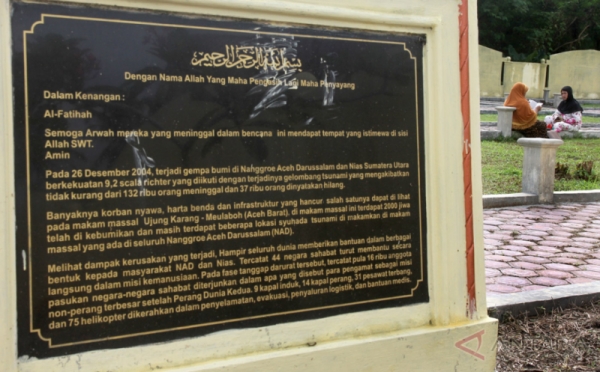 بسم الله الرحمن الرحيم
Dengan Nama Allah Yang Maha Pengasih Lagi Maha Penyayang
Dalam Kenangan :
Al-Fatihah
Semoga Arwah mereka yang meninggal dalam bencana ini mendapat tempat yang istimewa di sisi
Allah SWT.
Amin
Pada 26 Desember 2004, terjadi gempa bumi di Nanggroe Aceh Darussalam dan Nias Sumatera Utara
berkekuatan 9,2 scala richter yang diikuti dengan terjadinya gelombang tsunami yang mengakibatkan
tidak kurang dari 132 ribu orang meninggal dan 37 ribu orang dinyatakan hilang.
Banyaknya korban nyawa, harta benda dan infrastruktur yang hancur salah satunya dapat di lihat
pada makam massal Ujung Karang - Meulaboh (Aceh Barat), di makam massal ini terdapat 2000 jiwa
telah di kebumikan dan masih terdapat beberapa lokasi syuhada tsunami di makamkan di makam
massal yang ada di seluruh Nanggroe Aceh Darussalam (NAD).
Melihat dampak kerusakan yang terjadi, Hampir seluruh dunia memberikan bantuan dalam berbagai
bentuk kepada masyarakat NAD dan Nias. Tercatat 44 negara sahabat turut membantu secara
langsung dalam misi kemanusiaan. Pada fase tanggap darurat tersebut, tercatat pula 16 ribu anggota
pasukan negara-negara sahabat diterjunkan dalam apa yang disebut para pengamat sebagai misi
non-perang terbesar setelah Perang Dunia Kedua. 9 kapal induk, 14 kapal perang, 31 pesawat terbang,
dan 75 helikopter dikerahkan dalam penyelamatan, evakuasi, penyaluran logistik, dan bantuan medis.